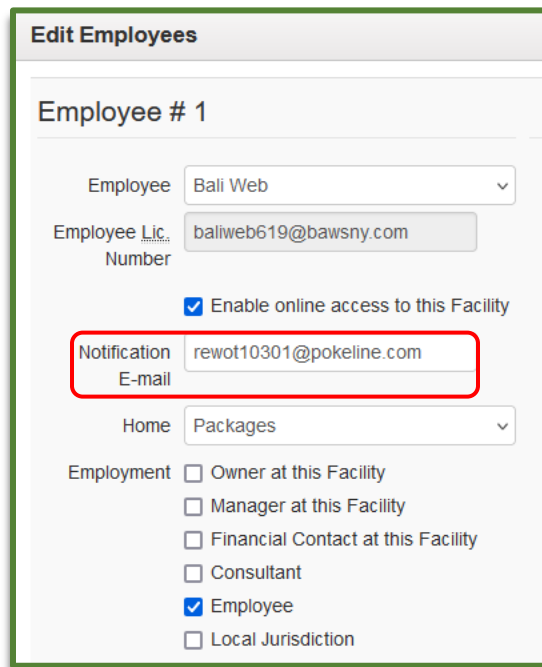 Edit Employees
Employee # 1
Employee Bali Web
Employee Lic. Number baliweb619@bawsny.com
Enable online access to this Facility
Notification E-mail rewot10301@pokeline.com
Home Packages
Employment Owner at this Facility
Manager at this Facility
Financial Contact at this Facility
Consultant
Employee
Local Jurisdiction